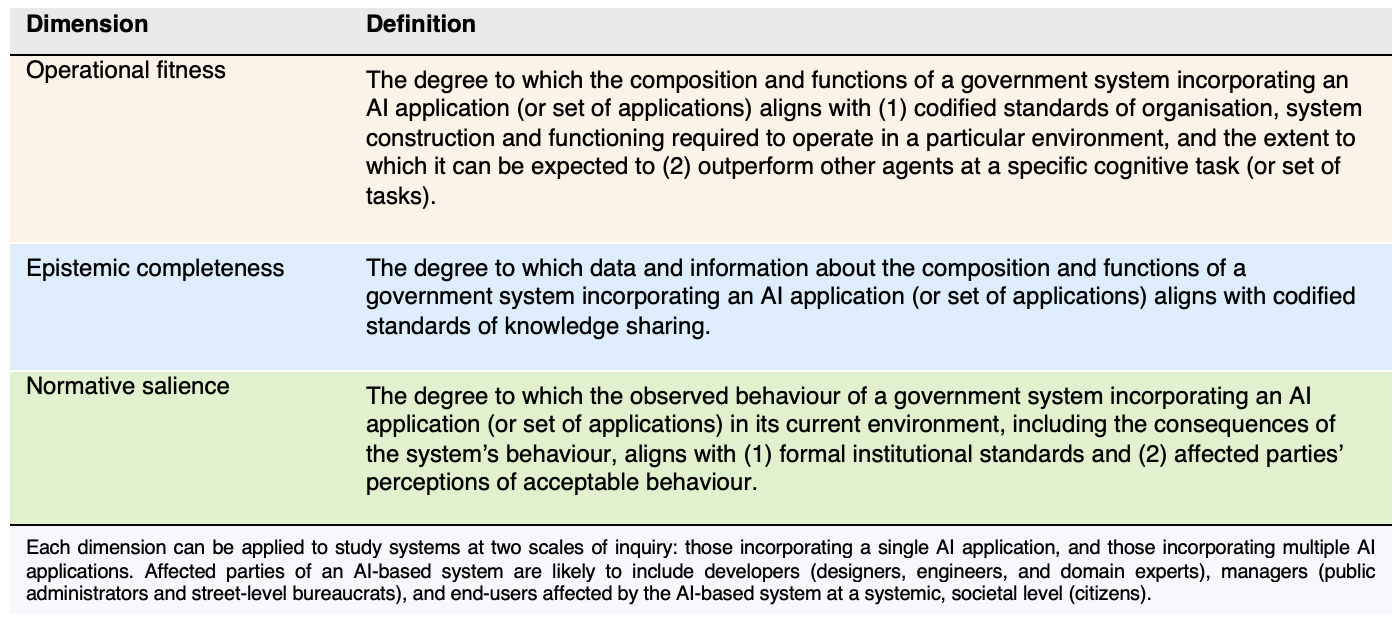 Dimension Definition
Operational fitness
The degree to which the composition and functions of a government system incorporating an
AI application (or set of applications) aligns with (1) codified standards of organisation, system
construction and functioning required to operate in a particular environment, and the extent to
which it can be expected to (2) outperform other agents at a specific cognitive task (or set of
tasks).
Epistemic completeness
The degree to which data and information about the composition and functions of a
government system incorporating an AI application (or set of applications) aligns with codified
standards of knowledge sharing.
Normative salience
The degree to which the observed behaviour of a government system incorporating an AI
application (or set of applications) in its current environment, including the consequences of
the system’s behaviour, aligns with (1) formal institutional standards and (2) affected parties’
perceptions of acceptable behaviour.
Each dimension can be applied to study systems at two scales of inquiry: those incorporating a single AI application, and those incorporating multiple AI
applications. Affected parties of an AI-based system are likely to include developers (designers, engineers, and domain experts), managers (public
administrators and street-level bureaucrats), and end-users affected by the AI-based system at a systemic, societal level (citizens).